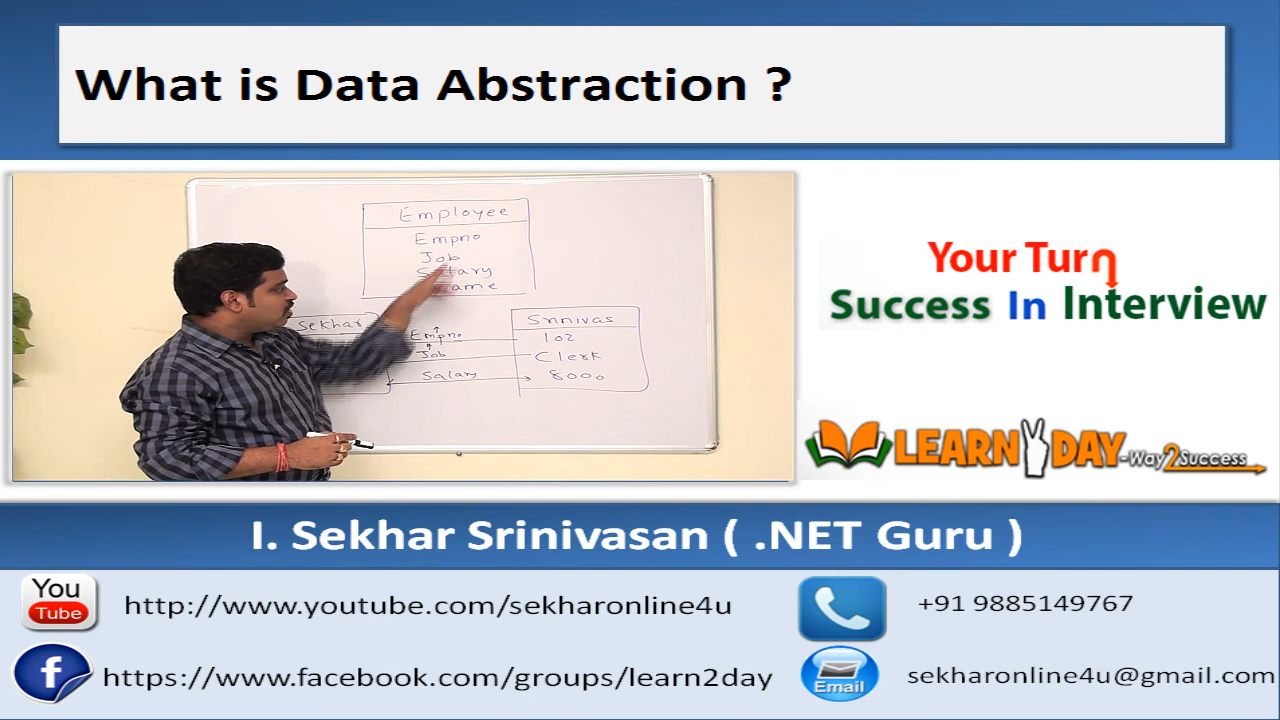 What is Data Abstraction ?
Employee
Empno
Job
Salary
Sekhar
Empno
Job
Salary
Srinivas
102
Clerk
8000
Your Turn
Success In Interview
LEARN 2 DAY -Way2Success
I. Sekhar Srinivasan ( .NET Guru )
You
Tube
http://www.youtube.com/sekharonline4u
+91 9885149767
f
https://www.facebook.com/groups/learn2day
Email
sekharonline4u@gmail.com